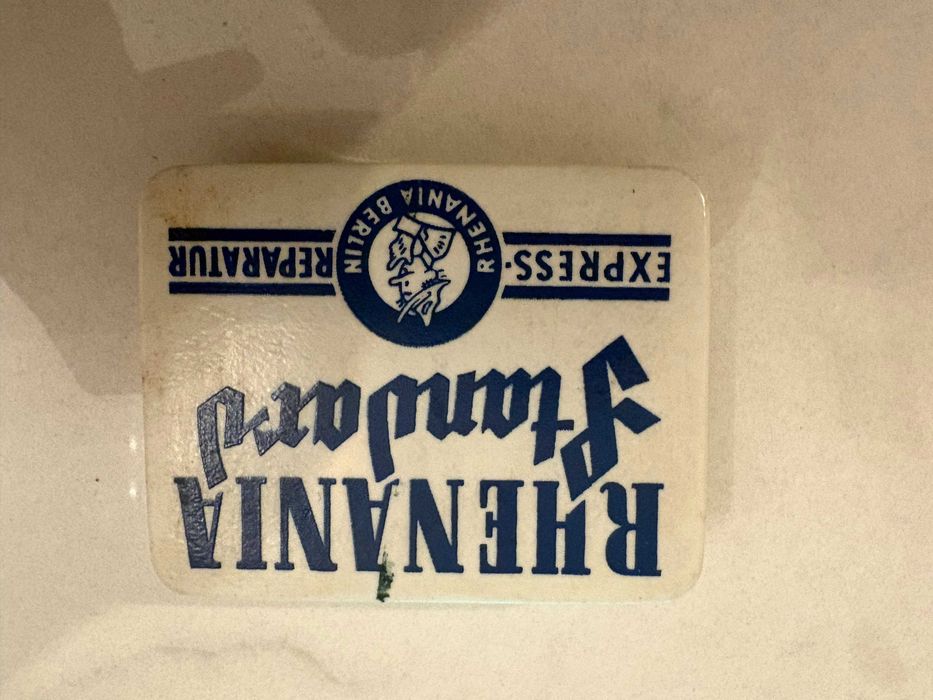 RHENANIA
Standard
EXPRESS-REPARATUR
RHENANIA BERLIN